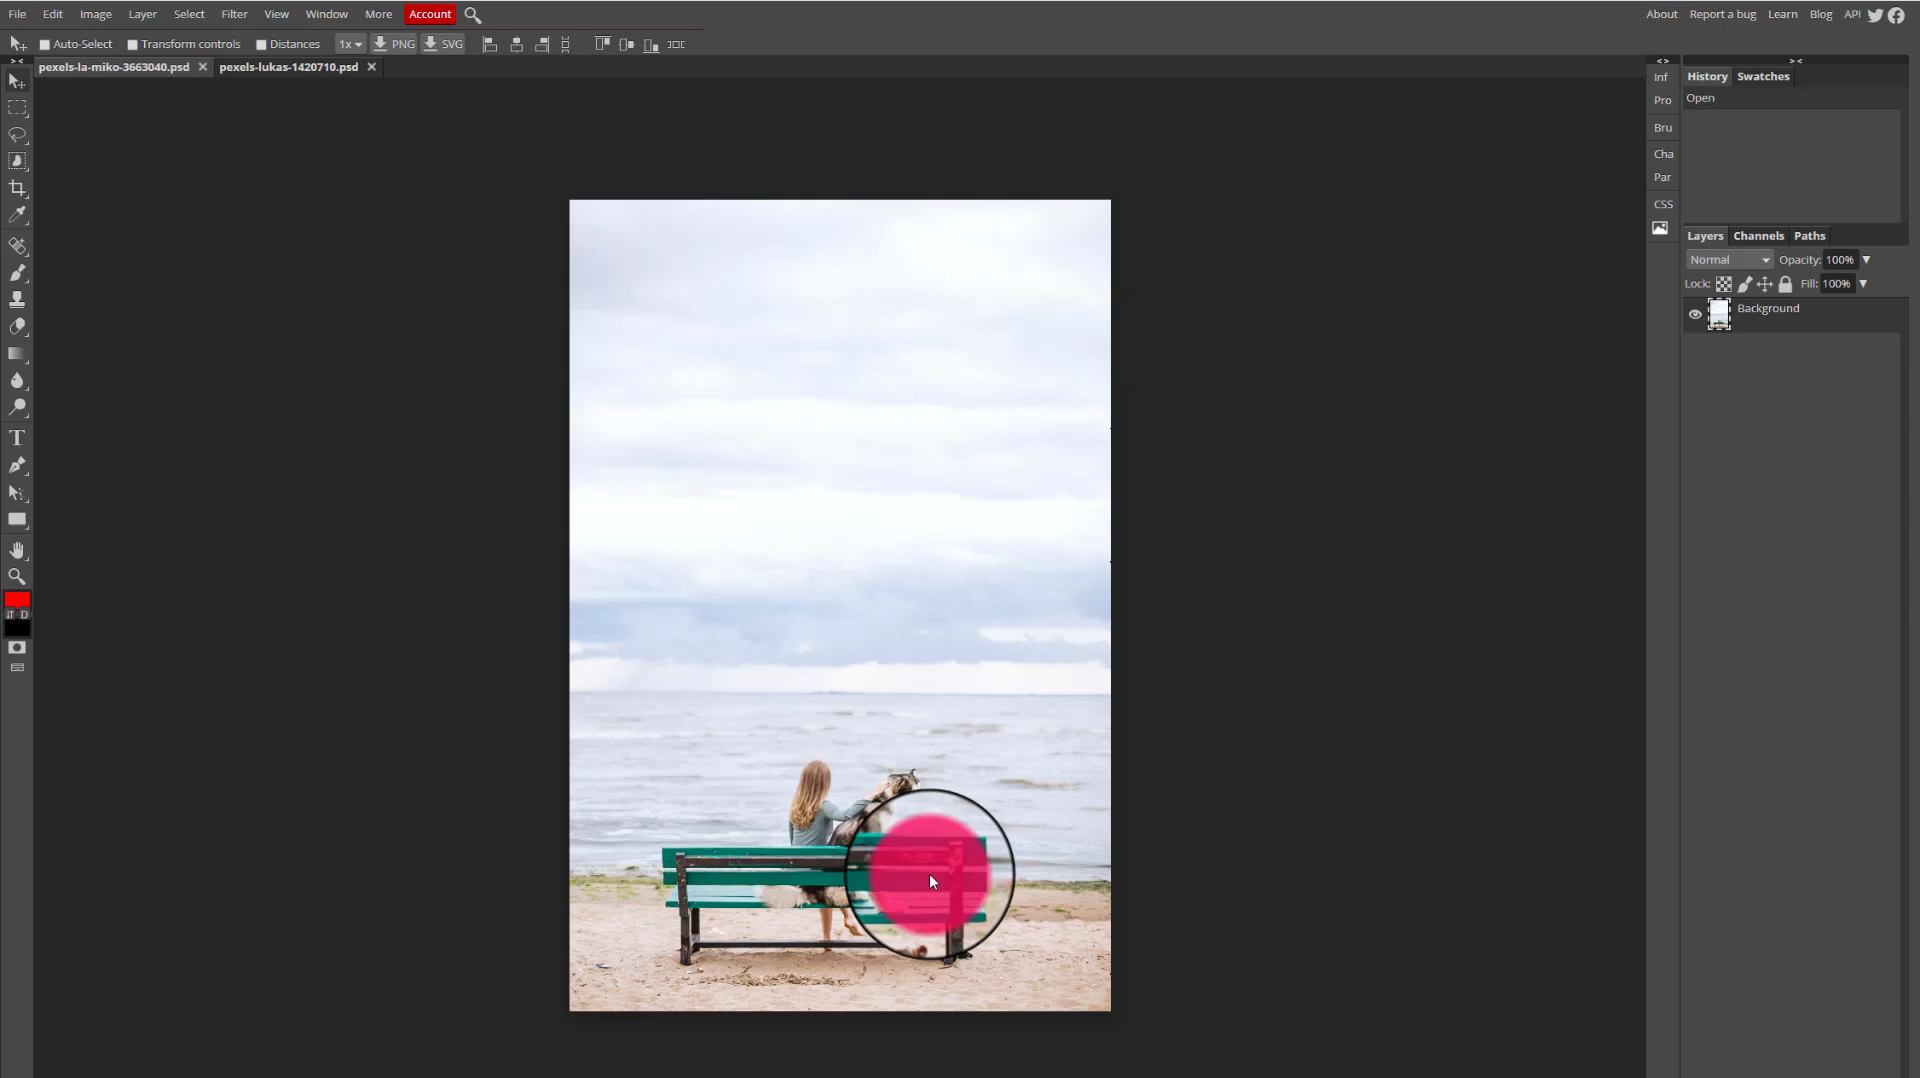 File Edit Image Layer Select Filter View Window More Account About Report a bug Learn Blog API
Auto-Select Transform controls Distances 1x PNG SVG
pexels-la-miko-3663040.psd pexels-lukas-1420710.psd
Inf
Pro
Bru
Cha
Par
CSS
History Swatches
Open
Layers Channels Paths
Normal Opacity: 100%
Lock: Fill: 100%
Background
T
D